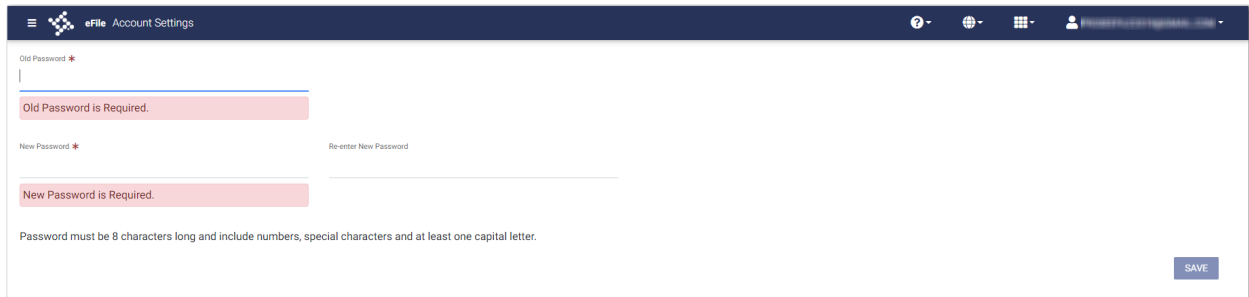 eFile Account Settings
Old Password *
Old Password is Required.
New Password * Re-enter New Password
New Password is Required.
Password must be 8 characters long and include numbers, special characters and at least one capital letter.
SAVE